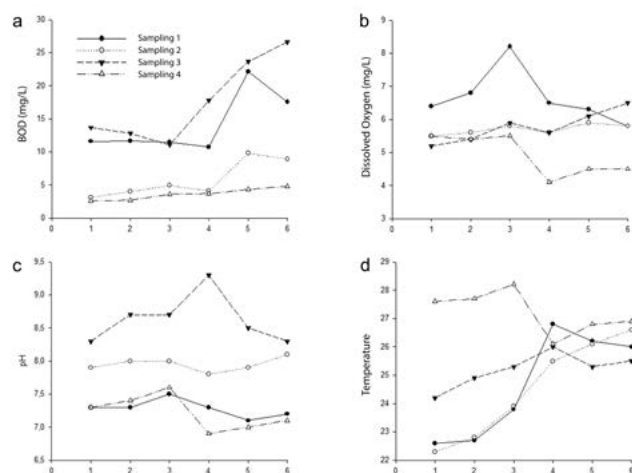 a
BOD (mg/L)
30
25
20
15
10
5
0
Sampling 1
Sampling 2
Sampling 3
Sampling 4
0 1 2 3 4 5 6
b
Dissolved Oxygen (mg/L)
9
8
7
6
5
4
3
0 1 2 3 4 5 6
c
pH
9,5
9,0
8,5
8,0
7,5
7,0
6,5
0 1 2 3 4 5 6
d
Temperature
29
28
27
26
25
24
23
22
0 1 2 3 4 5 6